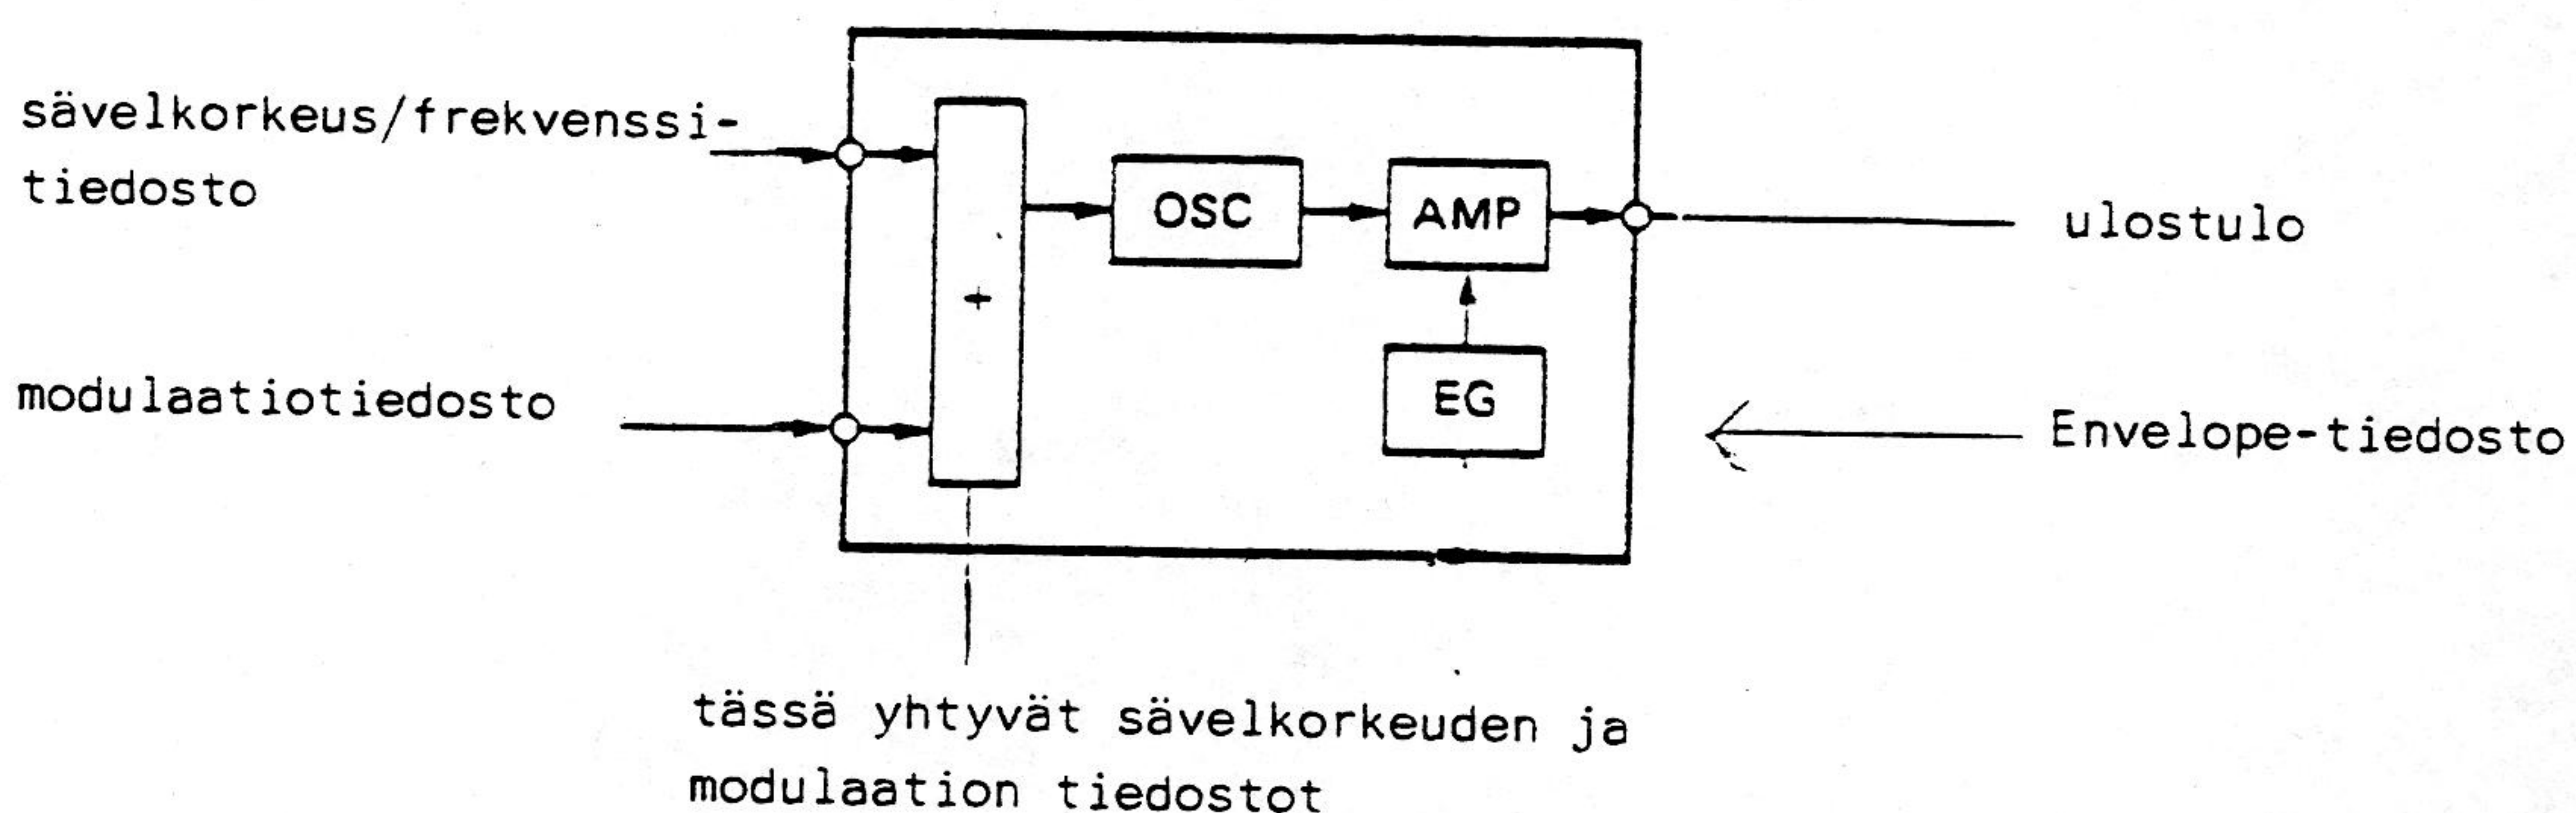 sävelkorkeus/frekvenssi-
tiedosto
modulaatiotiedosto
+
OSC
AMP
EG
ulostulo
Envelope-tiedosto
tässä yhtyvät sävelkorkeuden ja
modulaation tiedostot